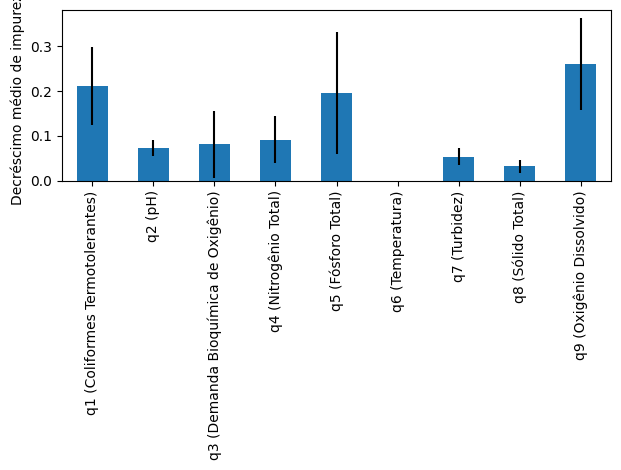 Decréscimo médio de impure
0.3
0.2
0.1
0.0
q1 (Coliformes Termotolerantes)
q2 (pH)
q3 (Demanda Bioquímica de Oxigênio)
q4 (Nitrogênio Total)
q5 (Fósforo Total)
q6 (Temperatura)
q7 (Turbidez)
q8 (Sólido Total)
q9 (Oxigênio Dissolvido)